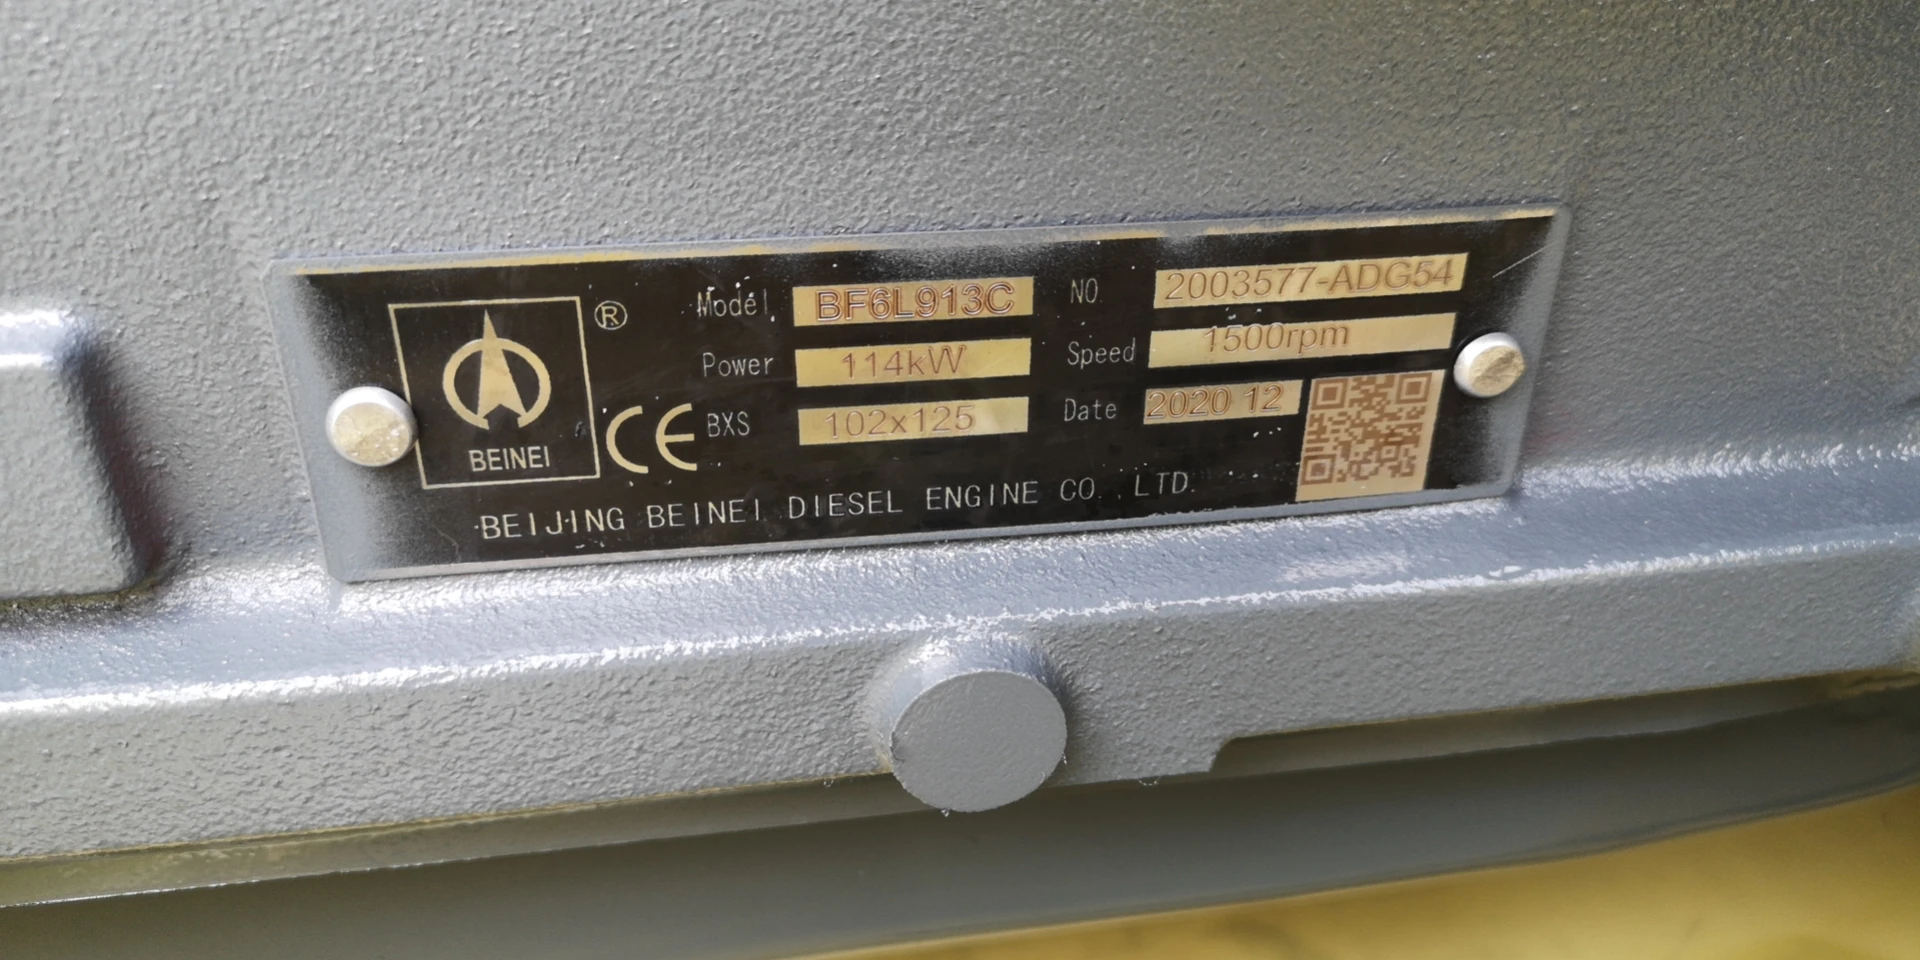 BEINEI
®
CE
Model BF6L913C NO 2003577-ADG54
Power 114kW Speed 1500rpm
BXS 102x125 Date 2020 12
BEIJING BEINEI DIESEL ENGINE CO.,LTD.